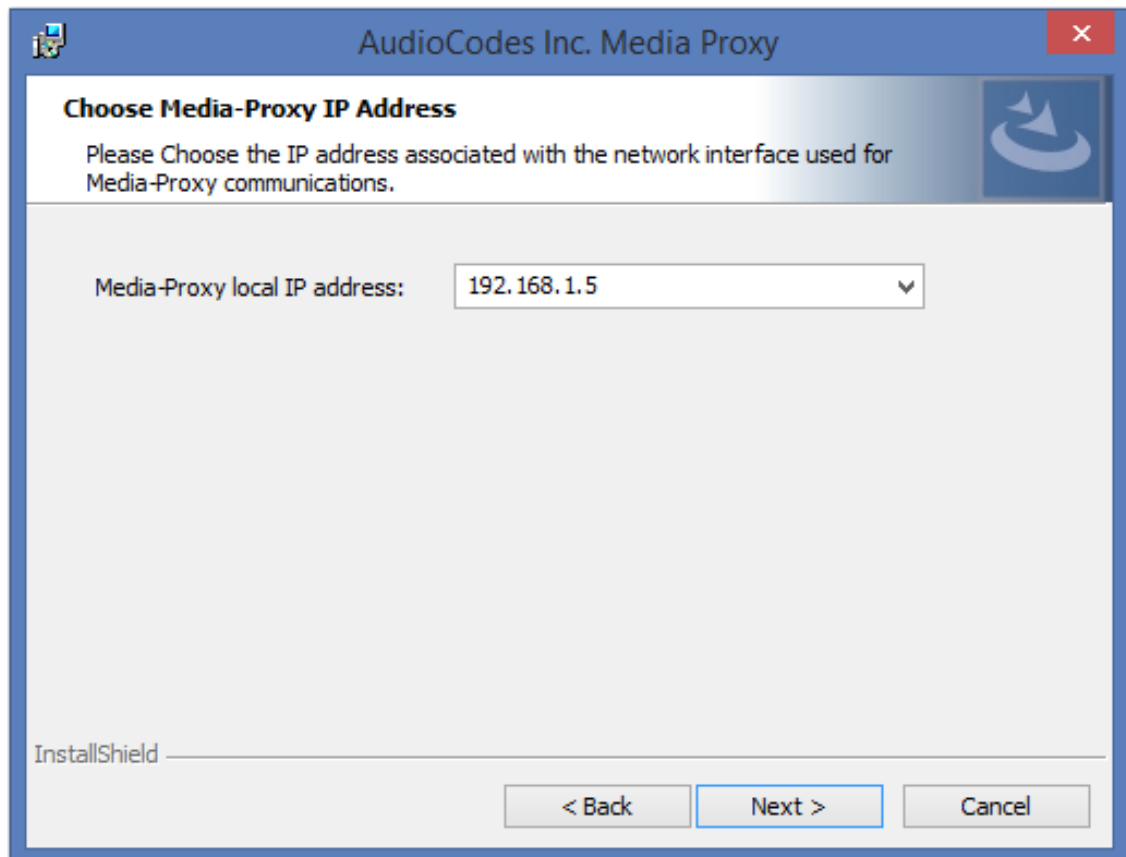 AudioCodes Inc. Media Proxy
Choose Media-Proxy IP Address
Please Choose the IP address associated with the network interface used for
Media-Proxy communications.
Media-Proxy local IP address:
192.168.1.5
InstallShield
< Back
Next >
Cancel